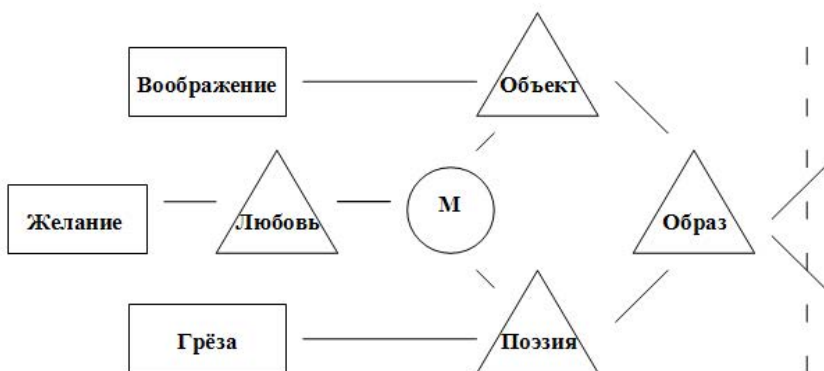 Воображение
Объект
Желание
Любовь
М
Образ
Грёза
Поэзия